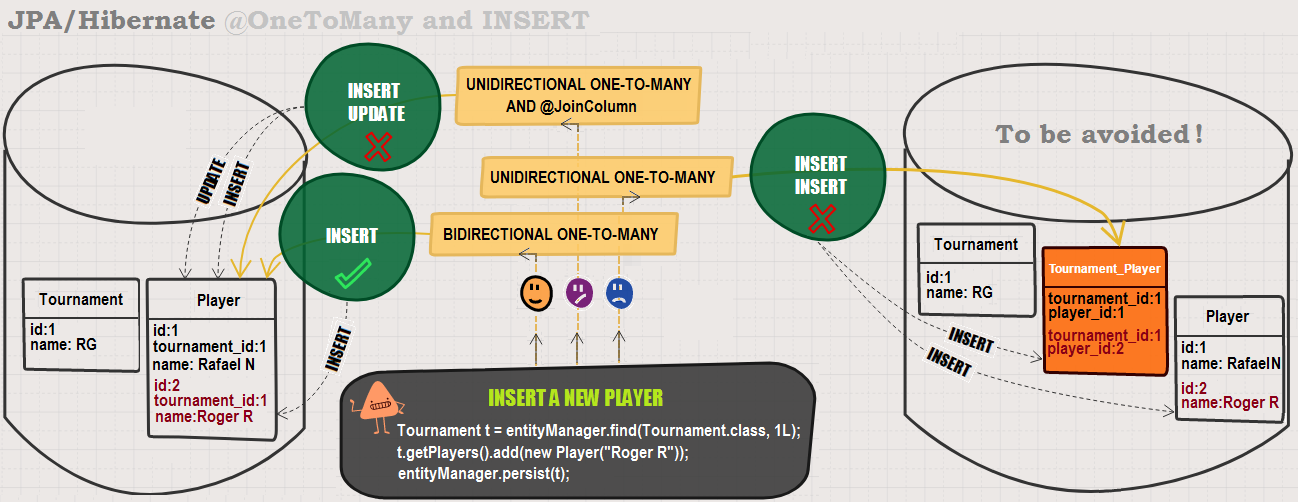 JPA/Hibernate @OneToMany and INSERT
INSERT
UPDATE
UNIDIRECTIONAL ONE-TO-MANY
AND @JoinColumn
To be avoided!
UPDATE
INSERT
INSERT
INSERT
UNIDIRECTIONAL ONE-TO-MANY
INSERT
BIDIRECTIONAL ONE-TO-MANY
Tournament
id:1
name: RG
Player
id:1
tournament_id:1
name: Rafael N
id:2
tournament_id:1
name:Roger R
INSERT
Tournament
id:1
name: RG
Tournament_Player
tournament_id:1
player_id:1
tournament_id:1
player_id:2
Player
id:1
name: Rafael N
id:2
name:Roger R
INSERT
INSERT
INSERT A NEW PLAYER
Tournament t = entityManager.find(Tournament.class, 1L);
t.getPlayers().add(new Player("Roger R"));
entityManager.persist(t);